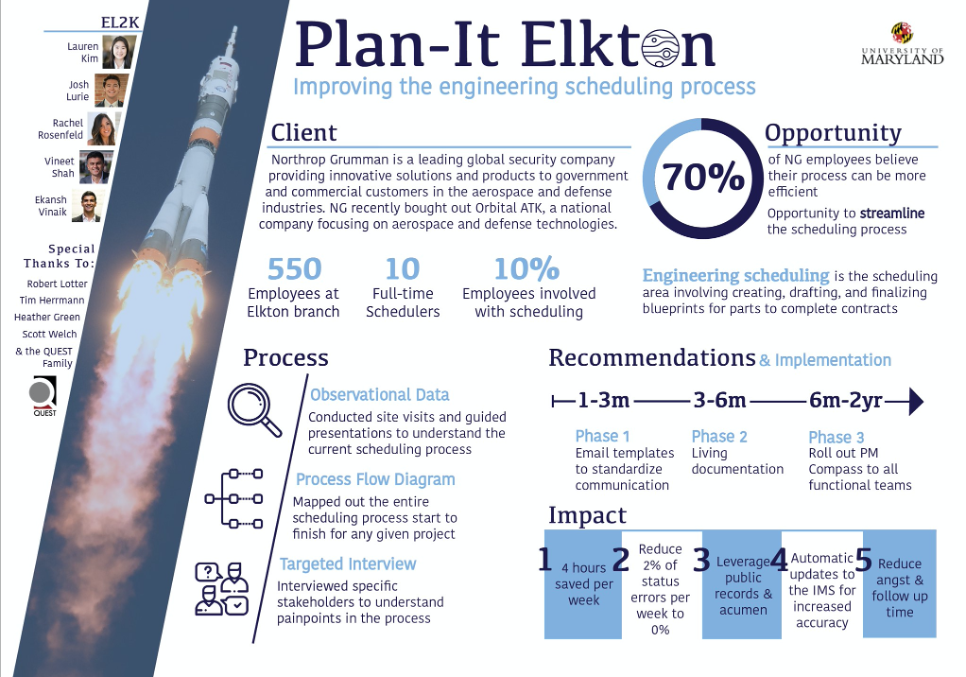 EL2K
Lauren
Kim
Josh
Lurie
Rachel
Rosenfeld
Vineet
Shah
Ekansh
Vinaik
Special
Thanks To:
Robert Lotter
Tim Herrmann
Heather Green
Scott Welch
& the QUEST
Family
QUEST
Plan-It Elkton
Improving the engineering scheduling process
UNIVERSITY OF
MARYLAND
Client
Northrop Grumman is a leading global security company
providing innovative solutions and products to government
and commercial customers in the aerospace and defense
industries. NG recently bought out Orbital ATK, a national
company focusing on aerospace and defense technologies.
550
Employees at
Elkton branch
10
Full-time
Schedulers
10%
Employees involved
with scheduling
70%
Opportunity
of NG employees believe
their process can be more
efficient
Opportunity to streamline
the scheduling process
Engineering scheduling is the scheduling
area involving creating, drafting, and finalizing
blueprints for parts to complete contracts
Process
Observational Data
Conducted site visits and guided
presentations to understand the
current scheduling process
Process Flow Diagram
Mapped out the entire
scheduling process start to
finish for any given project
Targeted Interview
Interviewed specific
stakeholders to understand
painpoints in the process
Recommendations & Implementation
1-3m
3-6m
6m-2yr
Phase 1
Email templates
to standardize
communication
Phase 2
Living
documentation
Phase 3
Roll out PM
Compass to all
functional teams
Impact
1
4 hours
saved per
week
2
Reduce
2% of
status
errors per
week to
0%
3
Leverage
public
records &
acumen
4
Automatic
updates to
the IMS for
increased
accuracy
5
Reduce
angst &
follow up
time